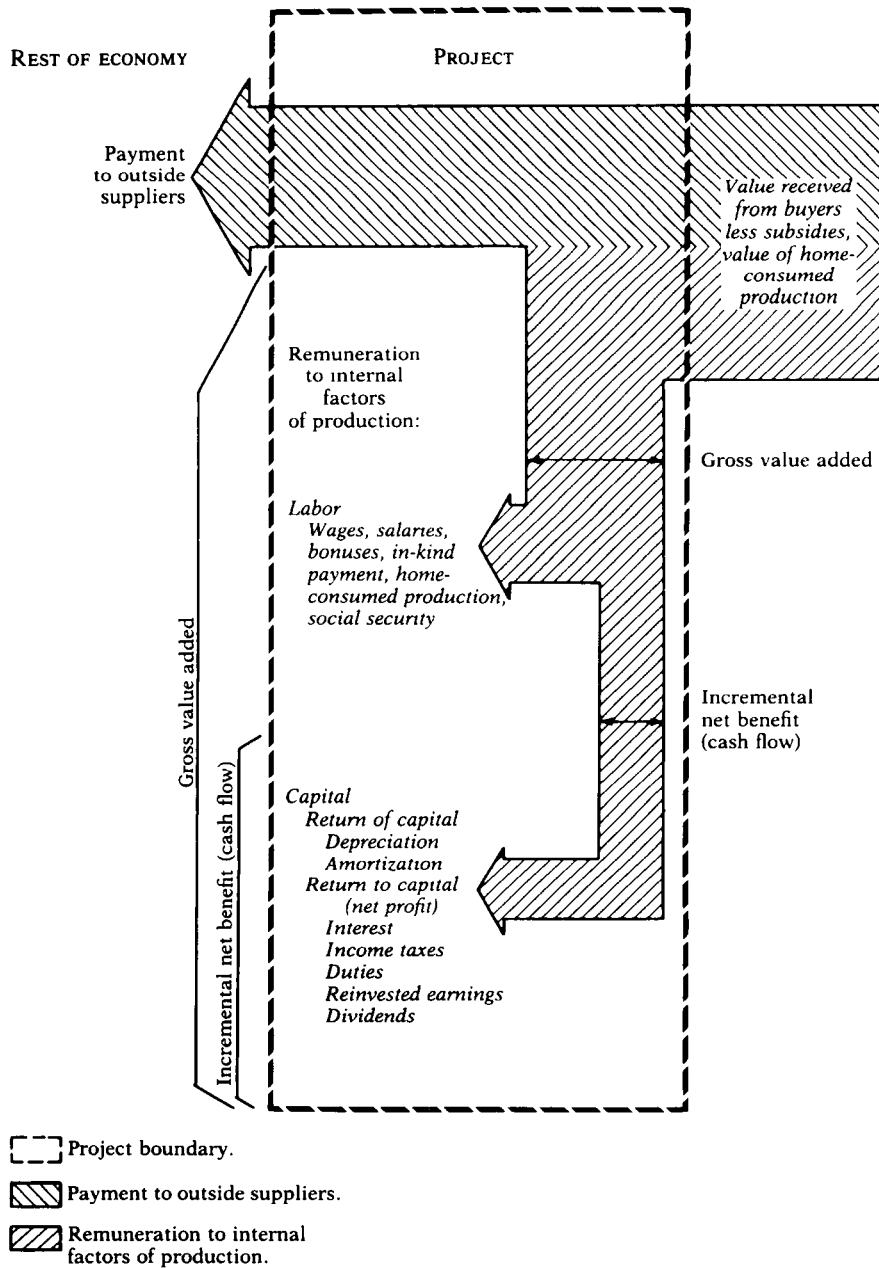 REST OF ECONOMY
PROJECT
Payment
to outside
suppliers
Value received
from buyers
less subsidies,
value of home-
consumed
production
Remuneration
to internal
factors
of production:
Gross value added
Labor
Wages, salaries,
bonuses, in-kind
payment, home-
consumed production,
social security
Gross value added
Incremental
net benefit
(cash flow)
Incremental net benefit (cash flow)
Capital
Return of capital
Depreciation
Amortization
Return to capital
(net profit)
Interest
Income taxes
Duties
Reinvested earnings
Dividends
Project boundary.
Payment to outside suppliers.
Remuneration to internal
factors of production.